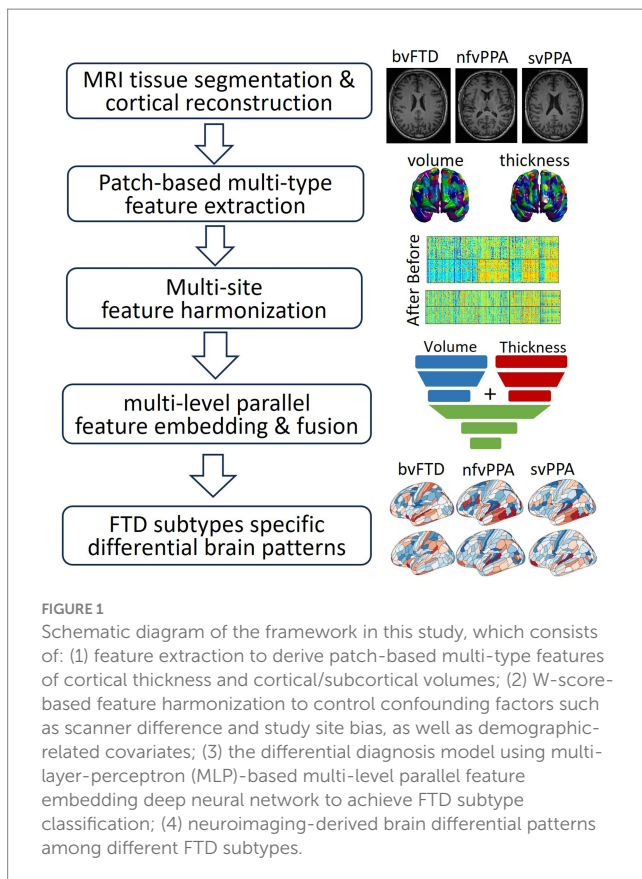 bvFTD nfvPPA svPPA
MRI tissue segmentation &
cortical reconstruction
volume thickness
Patch-based multi-type
feature extraction
After Before
Multi-site
feature harmonization
Volume Thickness
+
multi-level parallel
feature embedding & fusion
bvFTD nfvPPA svPPA
FTD subtypes specific
differential brain patterns
FIGURE 1
Schematic diagram of the framework in this study, which consists
of: (1) feature extraction to derive patch-based multi-type features
of cortical thickness and cortical/subcortical volumes; (2) W-score-
based feature harmonization to control confounding factors such
as scanner difference and study site bias, as well as demographic-
related covariates; (3) the differential diagnosis model using multi-
layer-perceptron (MLP)-based multi-level parallel feature
embedding deep neural network to achieve FTD subtype
classification; (4) neuroimaging-derived brain differential patterns
among different FTD subtypes.